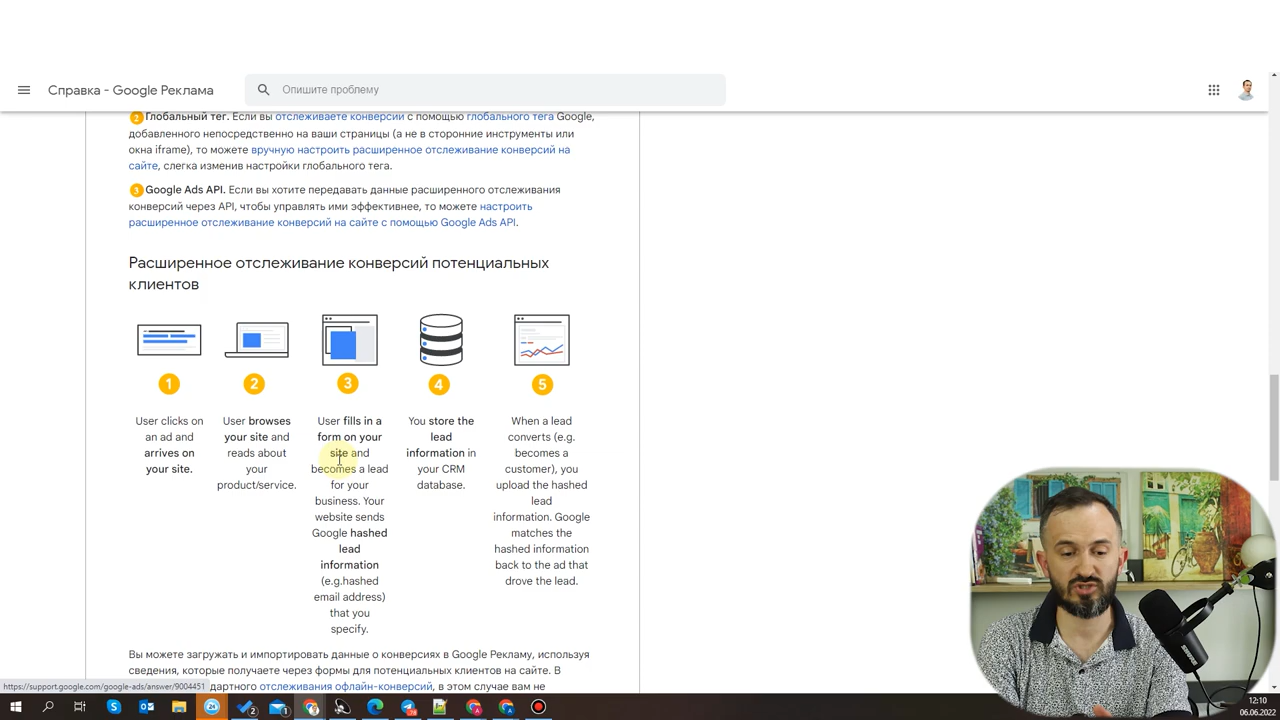 Справка - Google Реклама
Опишите проблему
2 Глобальный тег. Если вы отслеживаете конверсии с помощью глобального тега Google,
добавленного непосредственно на ваши страницы (а не в сторонние инструменты или
окна iframe), то можете вручную настроить расширенное отслеживание конверсий на
сайте, слегка изменив настройки глобального тега.
3 Google Ads API. Если вы хотите передавать данные расширенного отслеживания
конверсий через API, чтобы управлять ими эффективнее, то можете настроить
расширенное отслеживание конверсий на сайте с помощью Google Ads API.
Расширенное отслеживание конверсий потенциальных
клиентов
1
User clicks on
an ad and
arrives on
your site.
2
User browses
your site and
reads about
your
product/service.
3
User fills in a
form on your
site and
becomes a lead
for your
business. Your
website sends
Google hashed
lead
information
(e.g.hashed
email address)
that you
specify.
4
You store the
lead
information in
your CRM
database.
5
When a lead
converts (e.g.
becomes a
customer), you
upload the hashed
lead
information. Google
matches the
hashed information
back to the ad that
drove the lead.
Вы можете загружать и импортировать данные о конверсиях в Google Рекламу, используя
сведения, которые получаете через формы для потенциальных клиентов на сайте. В
дартного отслеживания офлайн-конверсий, в этом случае вам не
https://support.google.com/google-ads/answer/9004451
12:10
06.06.2022